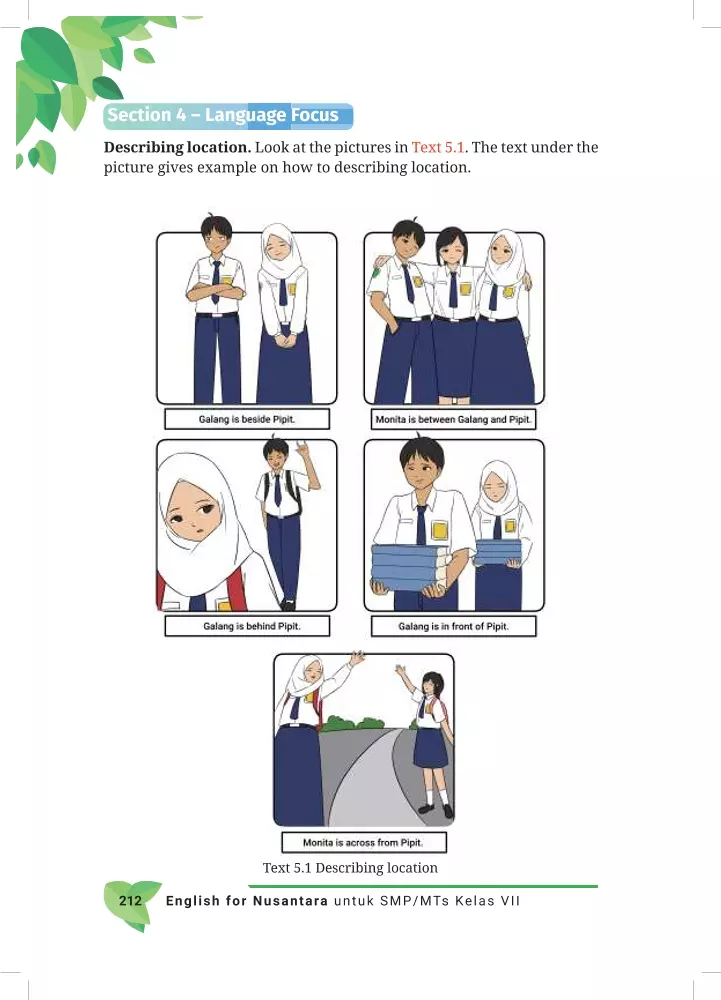 Section 4 – Language Focus
Describing location. Look at the pictures in Text 5.1. The text under the
picture gives example on how to describing location.
Galang is beside Pipit.
Monita is between Galang and Pipit.
Galang is behind Pipit.
Galang is in front of Pipit.
Monita is across from Pipit.
Text 5.1 Describing location
212 English for Nusantara untuk SMP/MTs Kelas VII